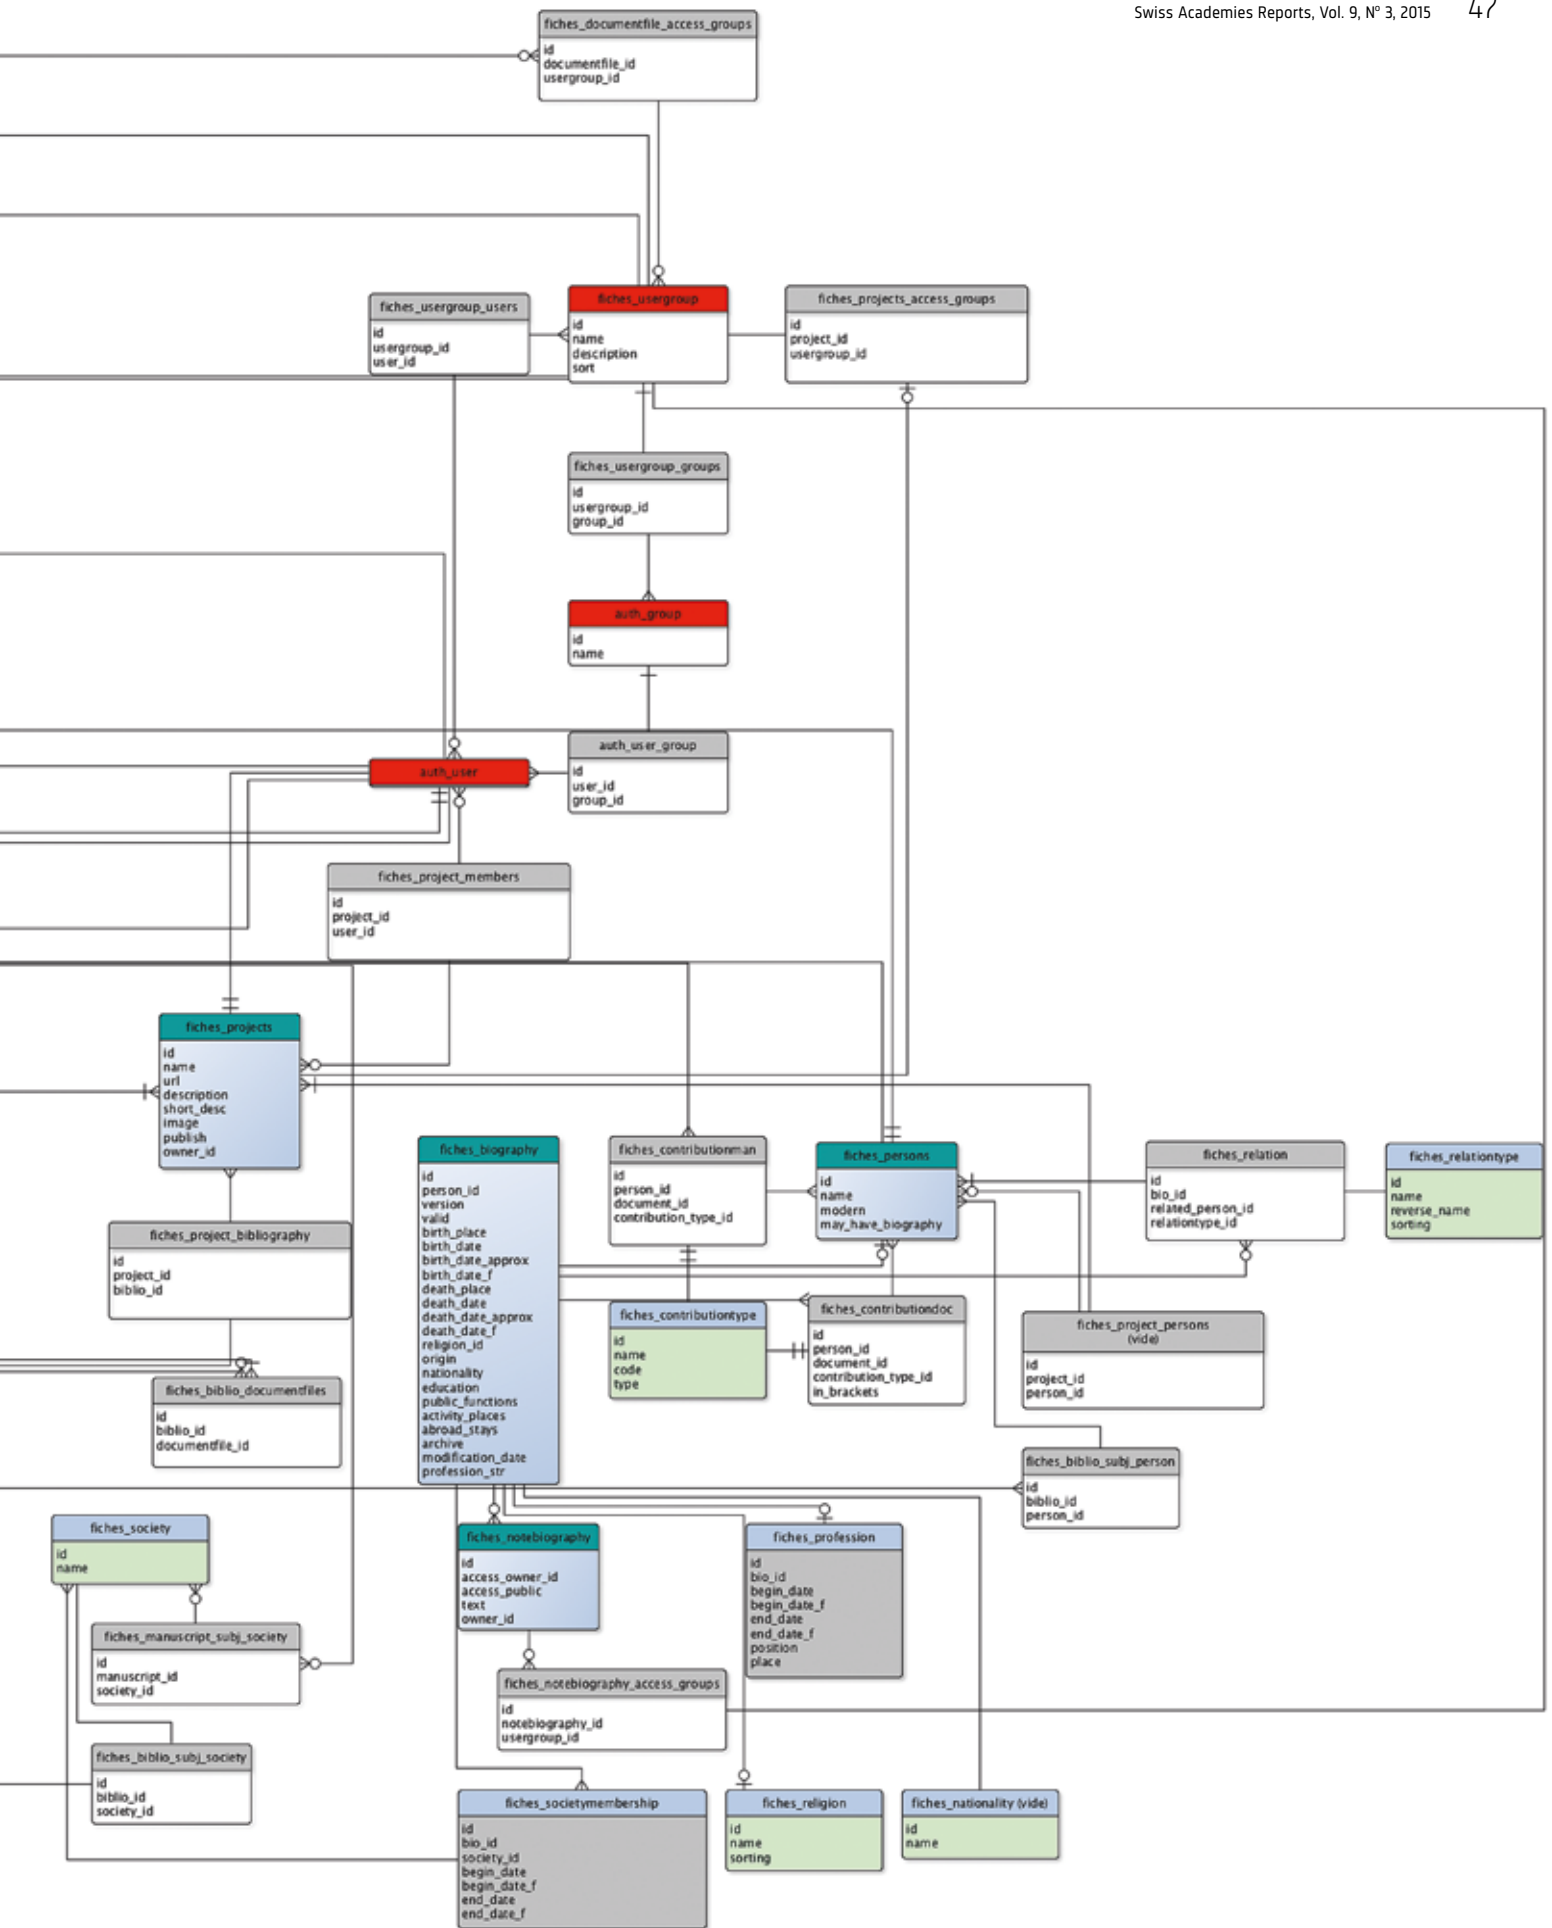 Swiss Academies Reports, Vol. 9, Nº 3, 2015 47
fiches_documentfile_access_groups
id
documentfile_id
usergroup_id
fiches_usergroup_users
id
usergroup_id
user_id
fiches_usergroup
id
name
description
sort
fiches_projects_access_groups
id
project_id
usergroup_id
fiches_usergroup_groups
id
usergroup_id
group_id
auth_group
id
name
auth_user
auth_user_group
id
user_id
group_id
fiches_project_members
id
project_id
user_id
fiches_projects
id
name
url
description
short_desc
image
publish
owner_id
fiches_biography
id
person_id
version
valid
birth_place
birth_date
birth_date_approx
birth_date_f
death_place
death_date
death_date_approx
death_date_f
religion_id
origin
nationality
education
public_functions
activity_places
abroad_stays
archive
modification_date
profession_str
fiches_contributionman
id
person_id
document_id
contribution_type_id
fiches_persons
id
name
modern
may_have_biography
fiches_relation
id
bio_id
related_person_id
relationtype_id
fiches_relationtype
id
name
reverse_name
sorting
fiches_project_bibliography
id
project_id
biblio_id
fiches_contributiontype
id
name
code
type
fiches_contributiondoc
id
person_id
document_id
contribution_type_id
in_brackets
fiches_project_persons
(vide)
id
project_id
person_id
fiches_biblio_documentfiles
id
biblio_id
documentfile_id
fiches_biblio_subj_person
id
biblio_id
person_id
fiches_society
id
name
fiches_notebiography
id
access_owner_id
access_public
text
owner_id
fiches_profession
id
bio_id
begin_date
begin_date_f
end_date
end_date_f
position
place
fiches_manuscript_subj_society
id
manuscript_id
society_id
fiches_notebiography_access_groups
id
notebiography_id
usergroup_id
fiches_biblio_subj_society
id
biblio_id
society_id
fiches_societymembership
id
bio_id
society_id
begin_date
begin_date_f
end_date
end_date_f
fiches_religion
id
name
sorting
fiches_nationality (vide)
id
name